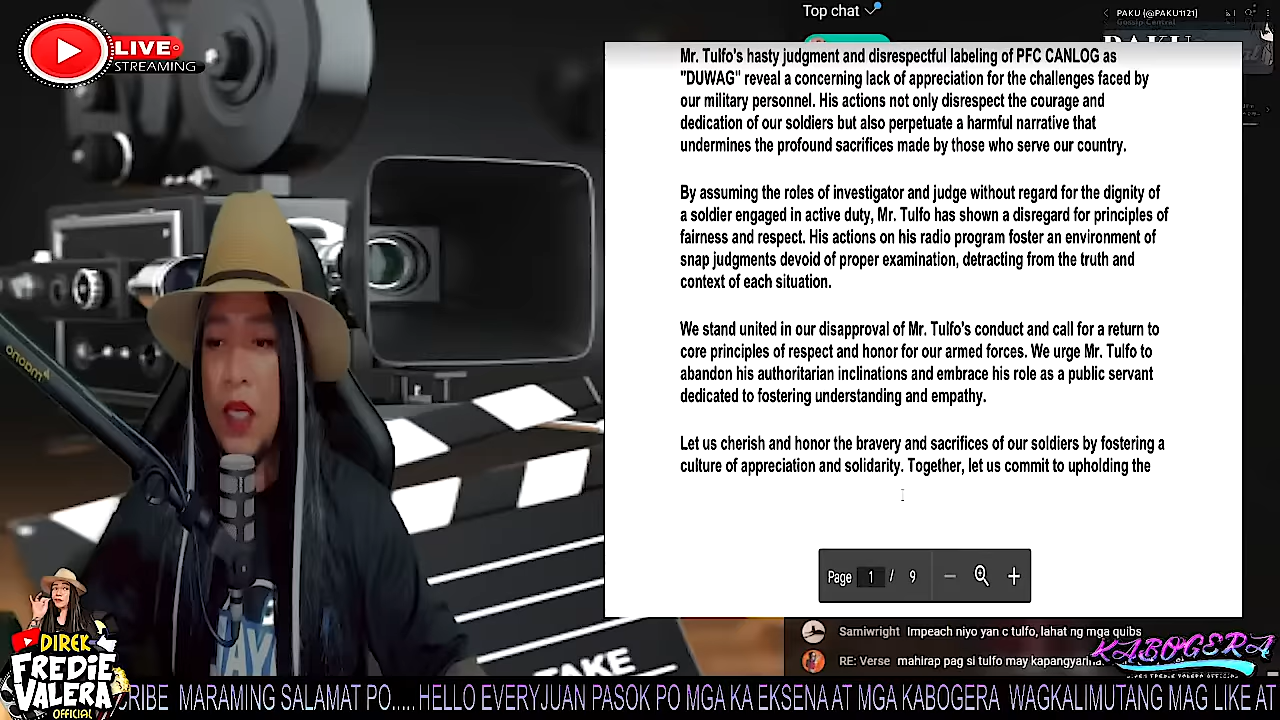 LIVE
STREAMING
Top chat
PAKU (@PAKU1121)
Mr. Tulfo's hasty judgment and disrespectful labeling of PFC CANLOG as
"DUWAG" reveal a concerning lack of appreciation for the challenges faced by
our military personnel. His actions not only disrespect the courage and
dedication of our soldiers but also perpetuate a harmful narrative that
undermines the profound sacrifices made by those who serve our country.
By assuming the roles of investigator and judge without regard for the dignity of
a soldier engaged in active duty, Mr. Tulfo has shown a disregard for principles of
fairness and respect. His actions on his radio program foster an environment of
snap judgments devoid of proper examination, detracting from the truth and
context of each situation.
We stand united in our disapproval of Mr. Tulfo's conduct and call for a return to
core principles of respect and honor for our armed forces. We urge Mr. Tulfo to
abandon his authoritarian inclinations and embrace his role as a public servant
dedicated to fostering understanding and empathy.
Let us cherish and honor the bravery and sacrifices of our soldiers by fostering a
culture of appreciation and solidarity. Together, let us commit to upholding the
Page 1 / 9
maono
Samiwright Impeach niyo yan c tulfo, lahat ng mga quibs
RE: Verse mahirap pag si tulfo may
KABOGERA
DIREK
FREDIE
VALERA
OFFICIAL
TAKE
CRIBE MARAMING SALAMAT PO.....HELLO EVERYJUAN PASOK PO MGA KA EKSENA AT MGA KABOGERA WAGKALIMUTANG MAG LIKE AT